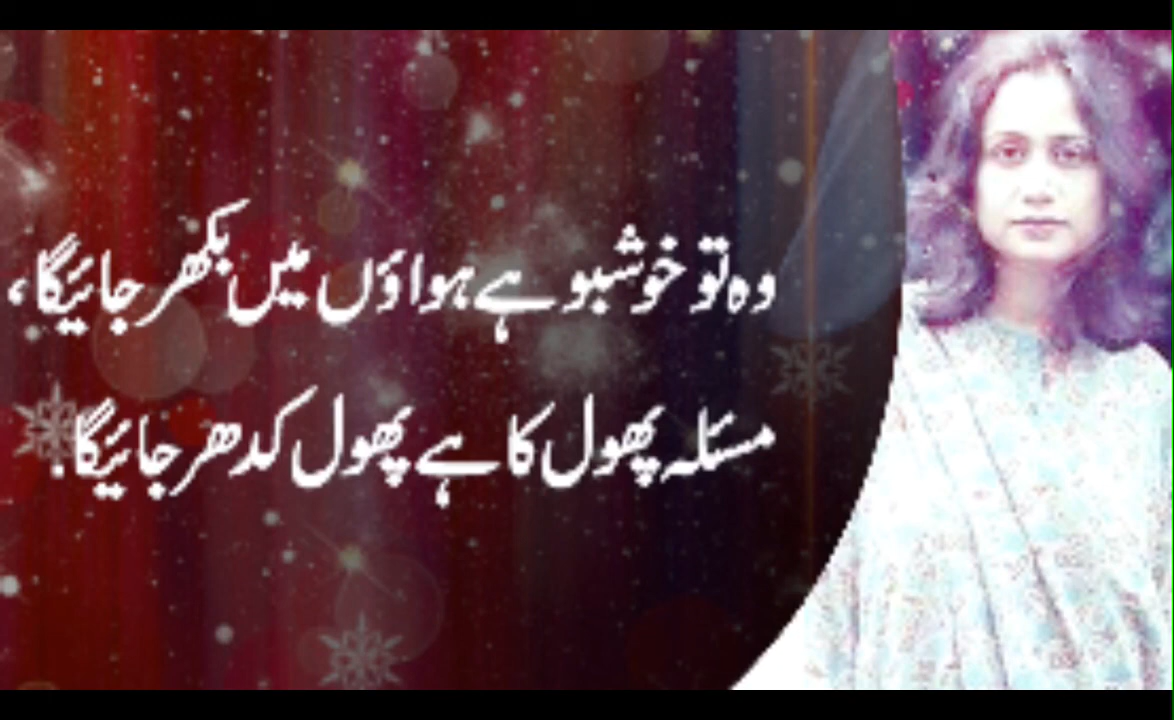 وہ تو خوشبو ہے ہواؤں میں بکھر جائیگا،
مسئلہ پھول کا ہے پھول کدھر جائیگا.